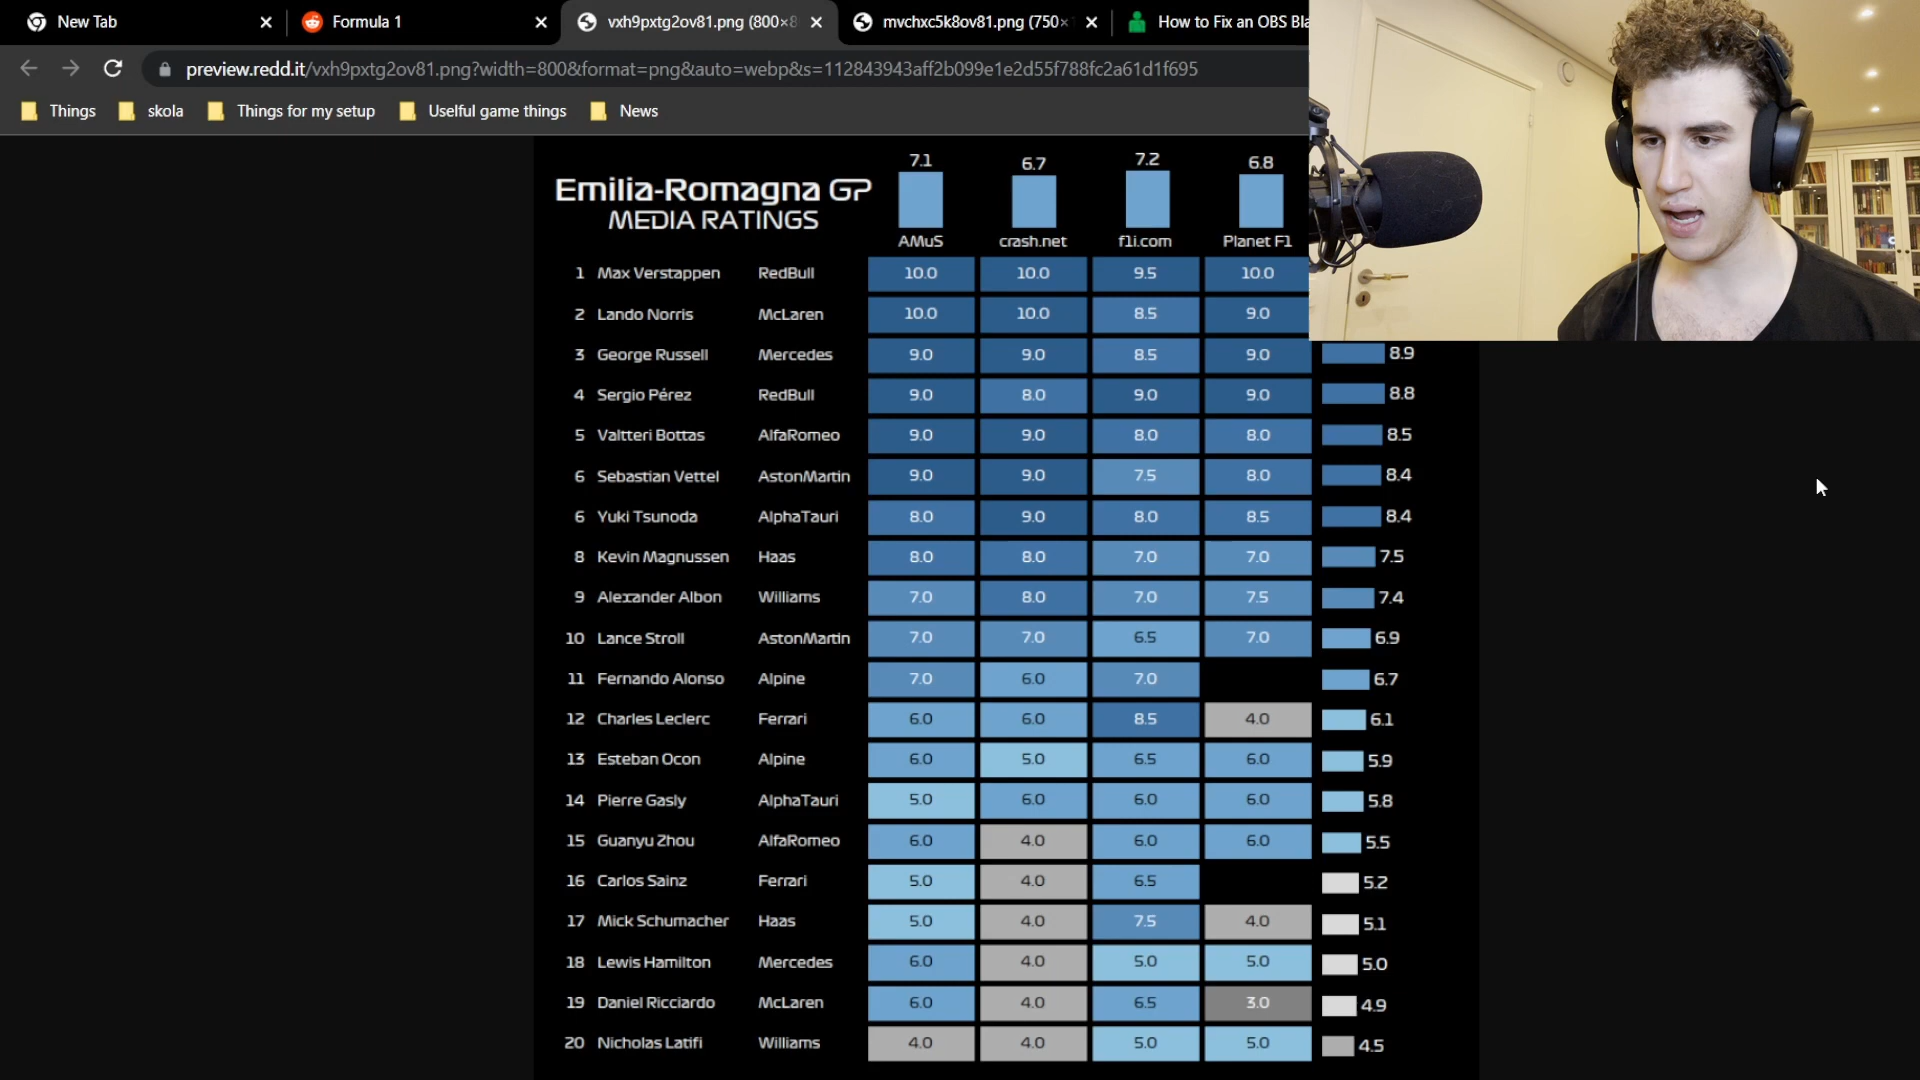 New Tab
Formula 1
vxh9pxtg2ov81.png (800×8
mvchxc5k8ov81.png (750×
How to Fix an OBS Bla
preview.redd.it/vxh9pxtg2ov81.png?width=800&format=png&auto=webp&s=112843943aff2b099e1e2d55f788fc2a61d1f695
Things skola Things for my setup Uselful game things News
7.1 6.7 7.2 6.8
Emilia-Romagna GP
MEDIA RATINGS
AMuS crash.net f1i.com Planet F1
1 Max Verstappen RedBull 10.0 10.0 9.5 10.0
2 Lando Norris McLaren 10.0 10.0 8.5 9.0
3 George Russell Mercedes 9.0 9.0 8.5 9.0 8.9
4 Sergio Pérez RedBull 9.0 8.0 9.0 9.0 8.8
5 Valtteri Bottas AlfaRomeo 9.0 9.0 8.0 8.0 8.5
6 Sebastian Vettel AstonMartin 9.0 9.0 7.5 8.0 8.4
6 Yuki Tsunoda AlphaTauri 8.0 9.0 8.0 8.5 8.4
8 Kevin Magnussen Haas 8.0 8.0 7.0 7.0 7.5
9 Alexander Albon Williams 7.0 8.0 7.0 7.5 7.4
10 Lance Stroll AstonMartin 7.0 7.0 6.5 7.0 6.9
11 Fernando Alonso Alpine 7.0 6.0 7.0 6.7
12 Charles Leclerc Ferrari 6.0 6.0 8.5 4.0 6.1
13 Esteban Ocon Alpine 6.0 5.0 6.5 6.0 5.9
14 Pierre Gasly AlphaTauri 5.0 6.0 6.0 6.0 5.8
15 Guanyu Zhou AlfaRomeo 6.0 4.0 6.0 6.0 5.5
16 Carlos Sainz Ferrari 5.0 4.0 6.5 5.2
17 Mick Schumacher Haas 5.0 4.0 7.5 4.0 5.1
18 Lewis Hamilton Mercedes 6.0 4.0 5.0 5.0 5.0
19 Daniel Ricciardo McLaren 6.0 4.0 6.5 3.0 4.9
20 Nicholas Latifi Williams 4.0 4.0 5.0 5.0 4.5